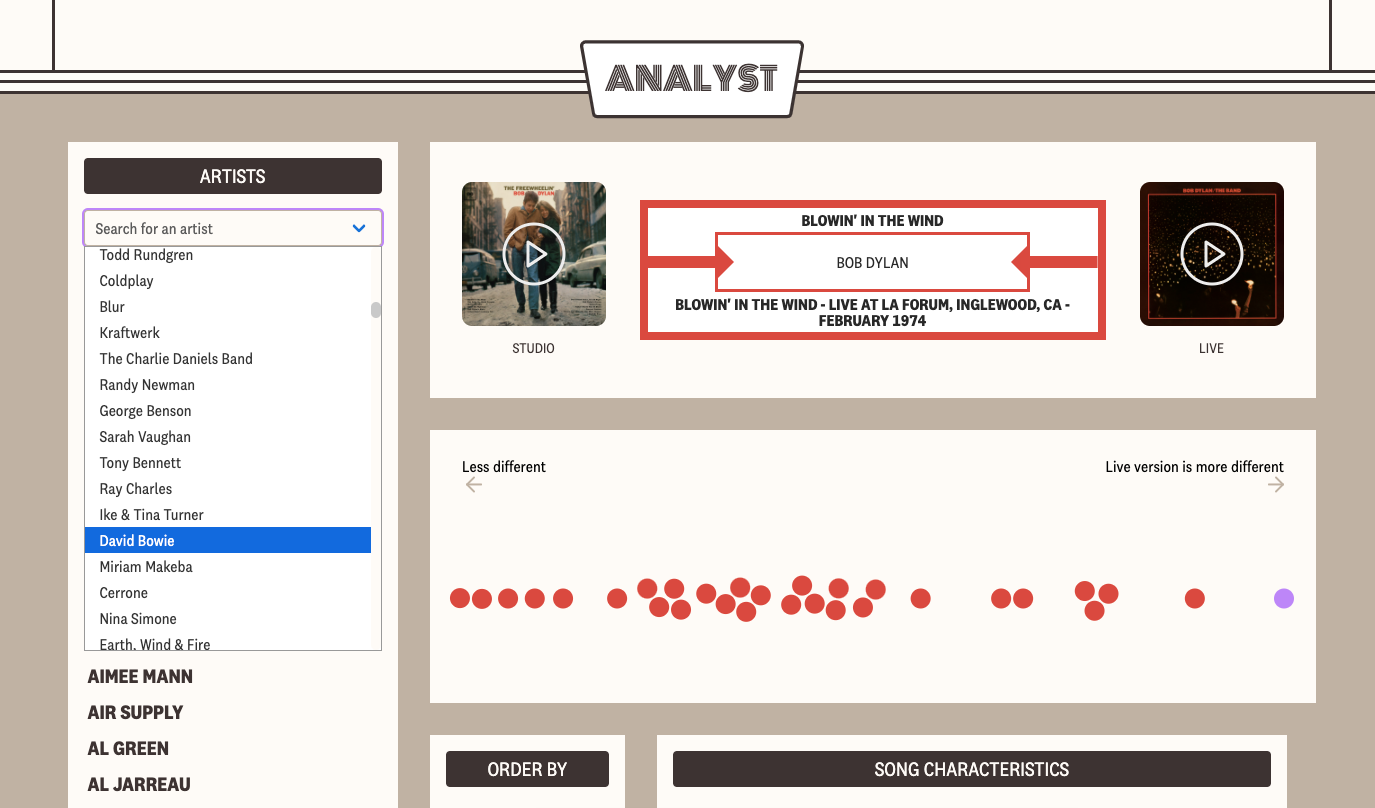 ANALYST
ARTISTS
Search for an artist
Todd Rundgren
Coldplay
Blur
Kraftwerk
The Charlie Daniels Band
Randy Newman
George Benson
Sarah Vaughan
Tony Bennett
Ray Charles
Ike & Tina Turner
David Bowie
Miriam Makeba
Cerrone
Nina Simone
Earth, Wind & Fire
AIMEE MANN
AIR SUPPLY
AL GREEN
AL JARREAU
THE FREEWHEELIN'
BOB DYLAN
STUDIO
BLOWIN' IN THE WIND
BOB DYLAN
BLOWIN' IN THE WIND - LIVE AT LA FORUM, INGLEWOOD, CA -
FEBRUARY 1974
BOB DYLAN/THE BAND
LIVE
Less different
Live version is more different
ORDER BY
SONG CHARACTERISTICS